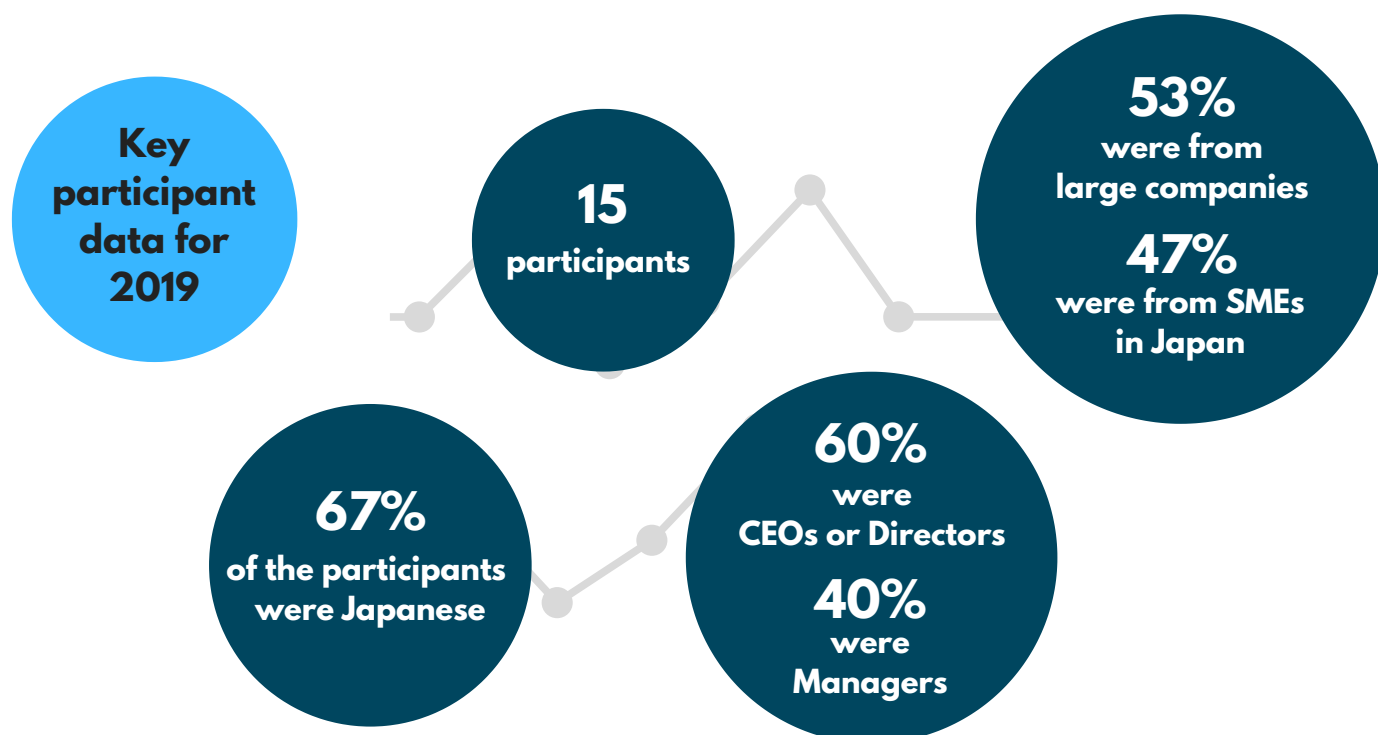 Key
participant
data for
2019
15
participants
53%
were from
large companies
47%
were from SMEs
in Japan
67%
of the participants
were Japanese
60%
were
CEOs or Directors
40%
were
Managers